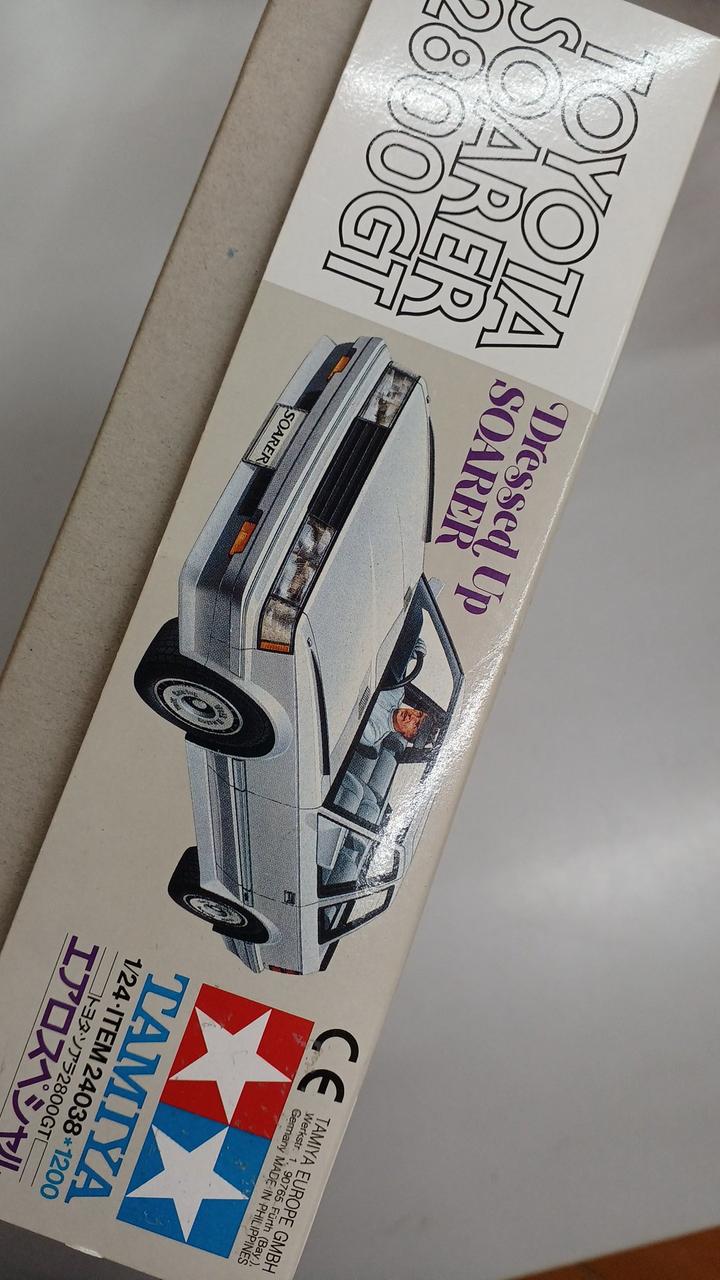 TOYOTA
SOARER
2800GT
Dressed Up
SOARER
SOARER
CE
TAMIYA EUROPE GMBH
Werkstr. 1 90765 Fürth (Bay.),
Germany MADE IN PHILIPPINES
TAMIYA
1/24・ITEM 24038★1200
トヨタ・ソアラ2800GT
エアロスペシャル